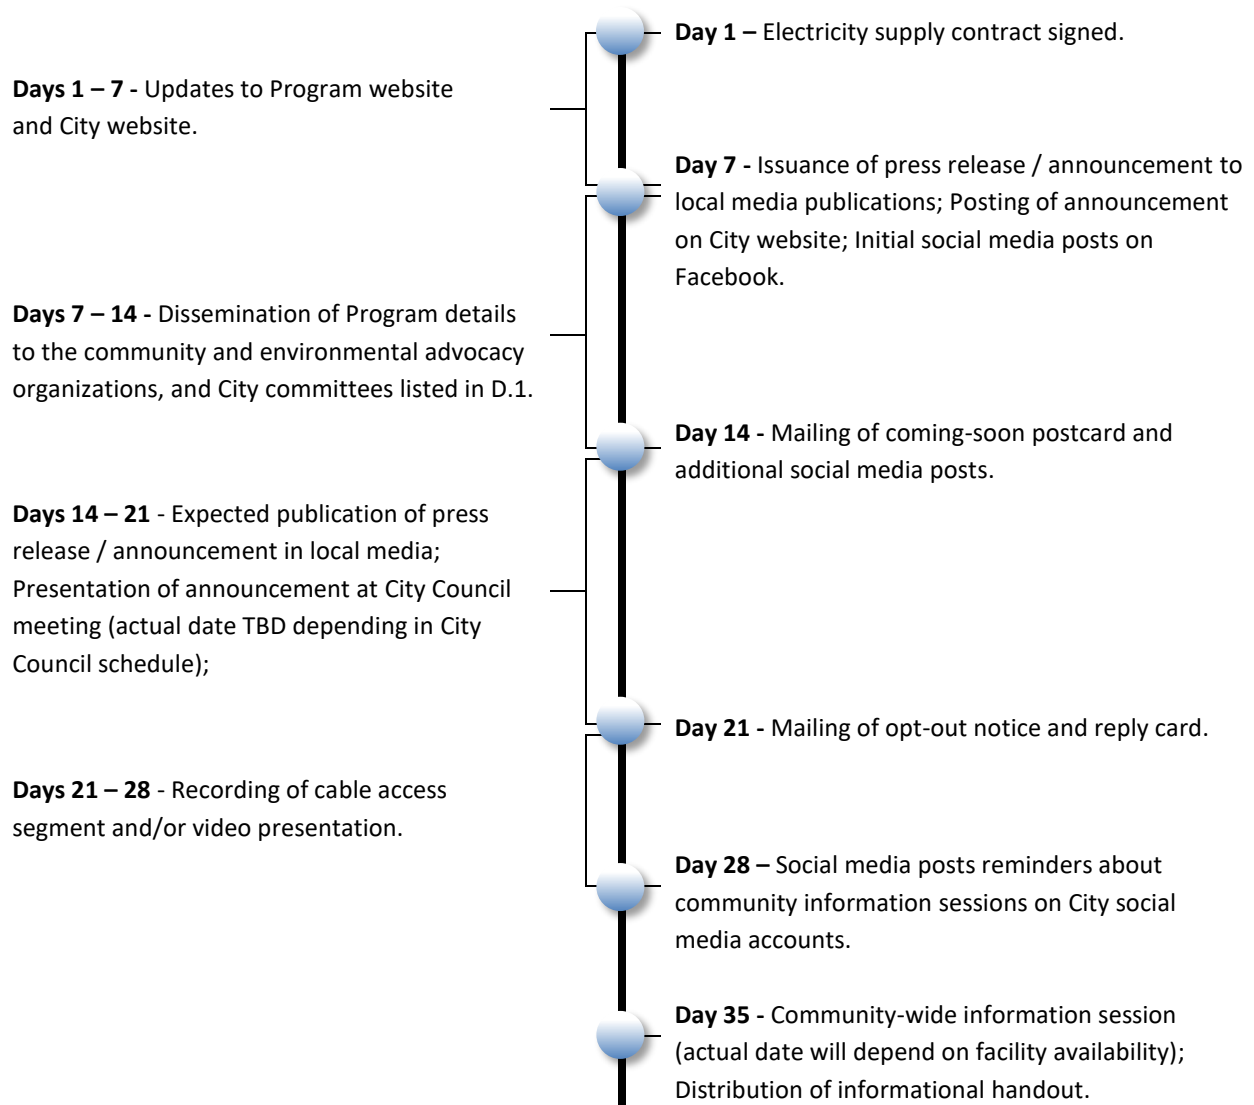 Day 1 – Electricity supply contract signed.
Days 1 – 7 - Updates to Program website
and City website.
Day 7 - Issuance of press release / announcement to
local media publications; Posting of announcement
on City website; Initial social media posts on
Facebook.
Days 7 – 14 - Dissemination of Program details
to the community and environmental advocacy
organizations, and City committees listed in D.1.
Day 14 - Mailing of coming-soon postcard and
additional social media posts.
Days 14 – 21 - Expected publication of press
release / announcement in local media;
Presentation of announcement at City Council
meeting (actual date TBD depending in City
Council schedule);
Day 21 - Mailing of opt-out notice and reply card.
Days 21 – 28 - Recording of cable access
segment and/or video presentation.
Day 28 – Social media posts reminders about
community information sessions on City social
media accounts.
Day 35 - Community-wide information session
(actual date will depend on facility availability);
Distribution of informational handout.